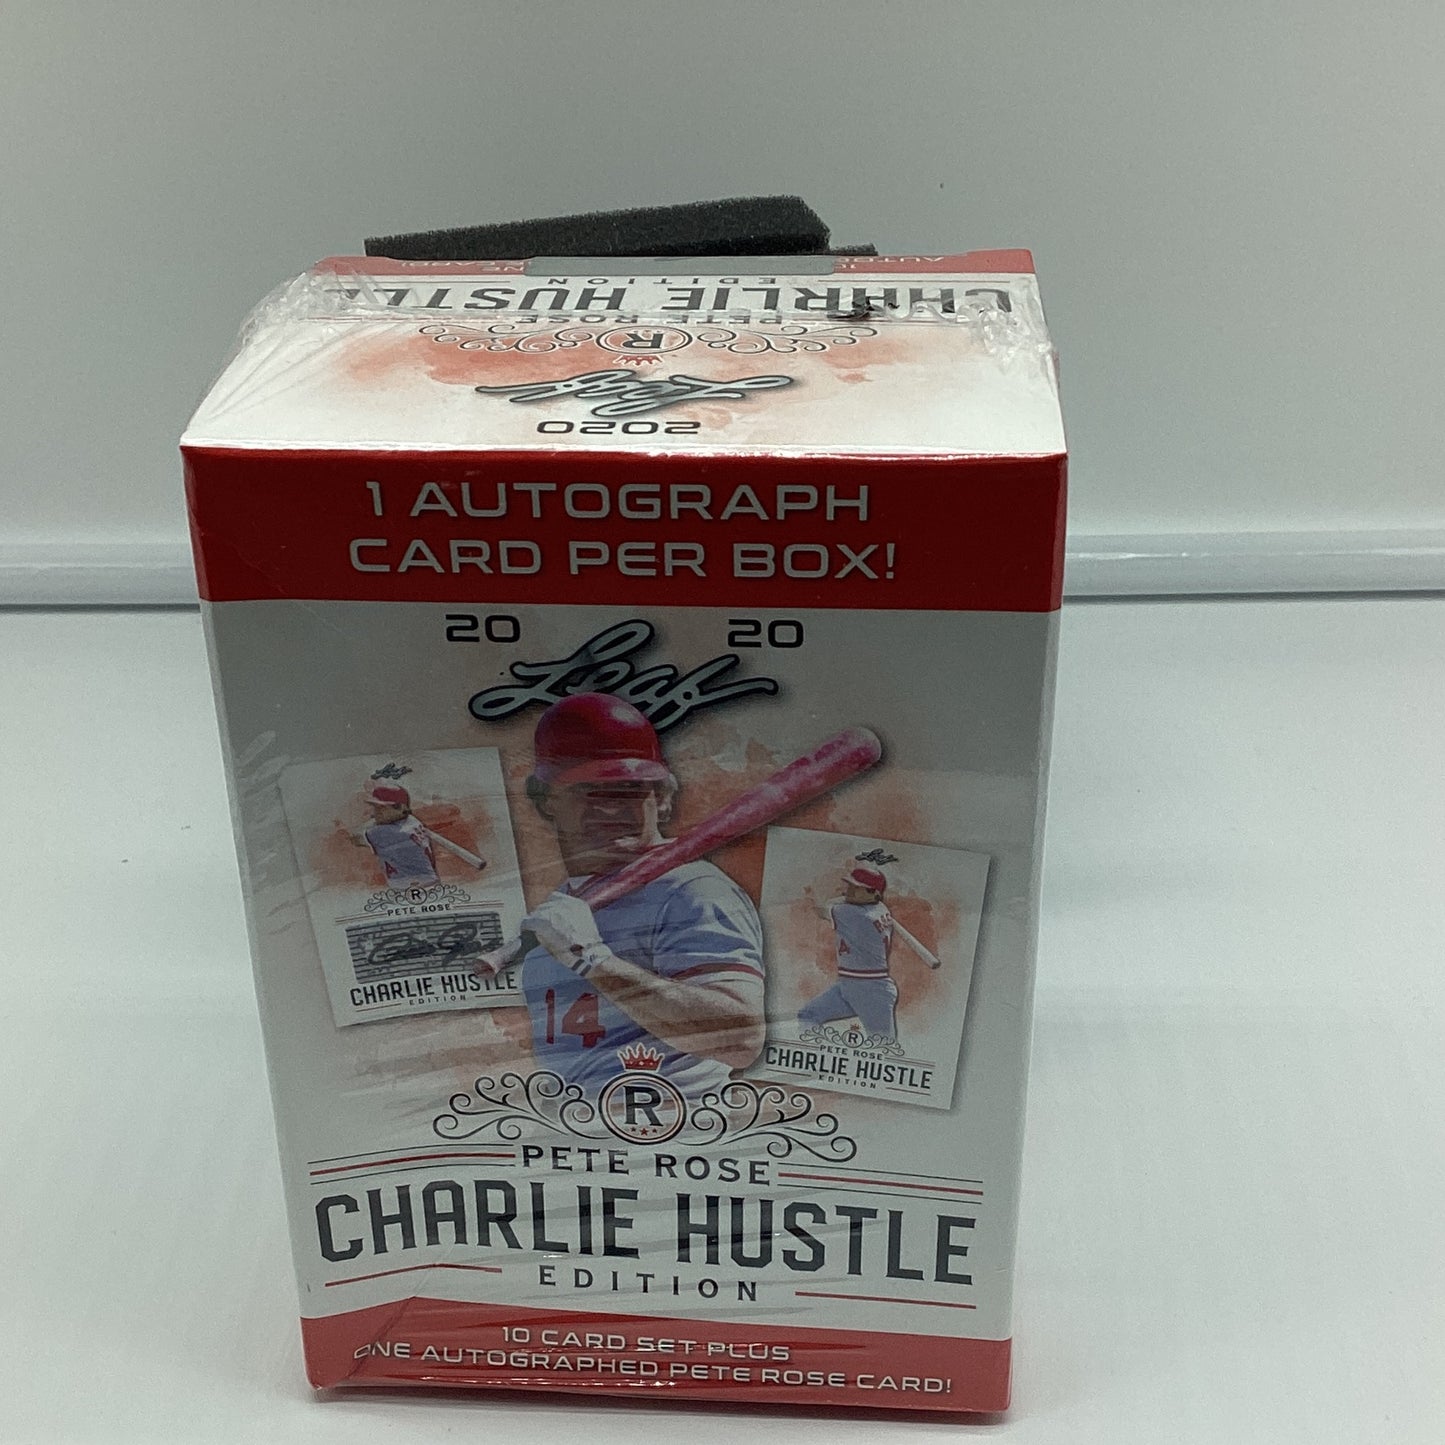 CHARLIE HUSTLE
EDITION
PETE ROSE
R
Leaf
2020
1 AUTOGRAPH
CARD PER BOX!
20 20
Leaf
Leaf
R
PETE ROSE
CHARLIE HUSTLE
EDITION
14
Leaf
R
PETE ROSE
CHARLIE HUSTLE
EDITION
R
PETE ROSE
CHARLIE HUSTLE
EDITION
10 CARD SET PLUS
ONE AUTOGRAPHED PETE ROSE CARD!